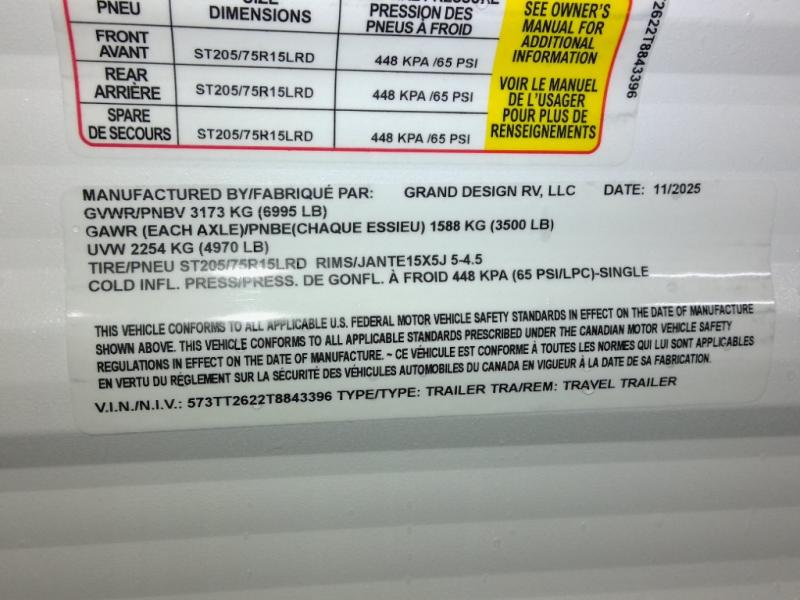 PNEU
SIZE
DIMENSIONS
PRESSION DES
PNEUS À FROID
SEE OWNER'S
MANUAL FOR
ADDITIONAL
INFORMATION
FRONT
AVANT
ST205/75R15LRD
448 KPA /65 PSI
REAR
ARRIÈRE
ST205/75R15LRD
448 KPA /65 PSI
VOIR LE MANUEL
DE L'USAGER
POUR PLUS DE
RENSEIGNEMENTS
SPARE
DE SECOURS
ST205/75R15LRD
448 KPA /65 PSI
2622T8843396
MANUFACTURED BY/FABRIQUÉ PAR: GRAND DESIGN RV, LLC DATE: 11/2025
GVWR/PNBV 3173 KG (6995 LB)
GAWR (EACH AXLE)/PNBE(CHAQUE ESSIEU) 1588 KG (3500 LB)
UVW 2254 KG (4970 LB)
TIRE/PNEU ST205/75R15LRD RIMS/JANTE15X5J 5-4.5
COLD INFL. PRESS/PRESS. DE GONFL. À FROID 448 KPA (65 PSI/LPC)-SINGLE
THIS VEHICLE CONFORMS TO ALL APPLICABLE U.S. FEDERAL MOTOR VEHICLE SAFETY STANDARDS IN EFFECT ON THE DATE OF MANUFACTURE
SHOWN ABOVE. THIS VEHICLE CONFORMS TO ALL APPLICABLE STANDARDS PRESCRIBED UNDER THE CANADIAN MOTOR VEHICLE SAFETY
REGULATIONS IN EFFECT ON THE DATE OF MANUFACTURE. ~ CE VÉHICULE EST CONFORME À TOUTES LES NORMES QUI LUI SONT APPLICABLES
EN VERTU DU RÉGLEMENT SUR LA SÉCURITÉ DES VÉHICULES AUTOMOBILES DU CANADA EN VIGUEUR À LA DATE DE SA FABRICATION.
V.I.N./N.I.V.: 573TT2622T8843396 TYPE/TYPE: TRAILER TRA/REM: TRAVEL TRAILER